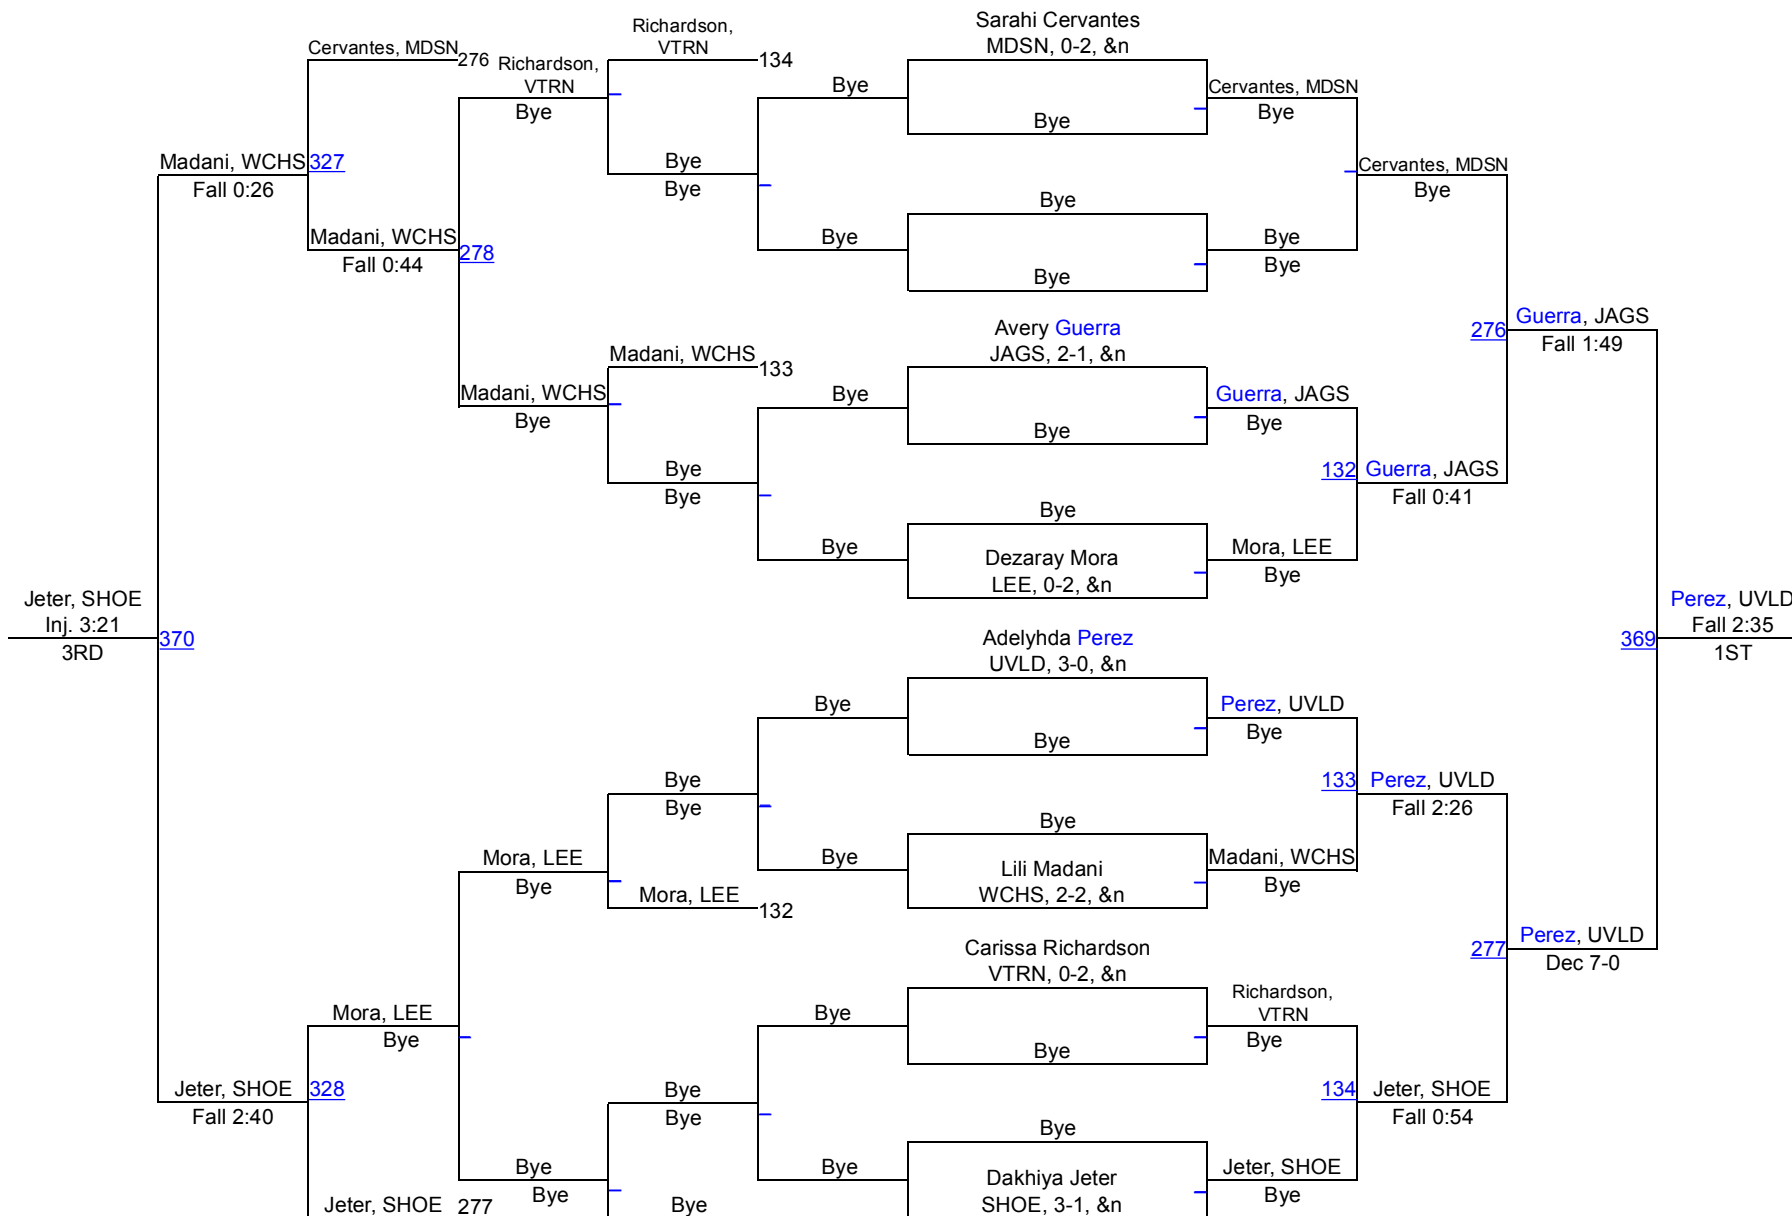 Sarahi Cervantes
MDSN, 0-2, &n
Richardson,
VTRN
134
Cervantes, MDSN
276
Richardson,
VTRN
Bye
Bye
Bye
Cervantes, MDSN
Bye
Madani, WCHS
327
Fall 0:26
Bye
Bye
Cervantes, MDSN
Bye
Madani, WCHS
Fall 0:44
278
Bye
Bye
Bye
Bye
Bye
Avery Guerra
JAGS, 2-1, &n
276
Guerra, JAGS
Fall 1:49
Madani, WCHS
133
Madani, WCHS
Bye
Bye
Bye
Guerra, JAGS
Bye
Bye
Bye
132
Guerra, JAGS
Fall 0:41
Bye
Bye
Dezaray Mora
LEE, 0-2, &n
Mora, LEE
Bye
Jeter, SHOE
Inj. 3:21
3RD
370
369
Perez, UVLD
Fall 2:35
1ST
Adelyhda Perez
UVLD, 3-0, &n
Bye
Bye
Perez, UVLD
Bye
Bye
Bye
133
Perez, UVLD
Fall 2:26
Mora, LEE
Bye
Bye
Bye
Lili Madani
WCHS, 2-2, &n
Madani, WCHS
Bye
Mora, LEE
132
Carissa Richardson
VTRN, 0-2, &n
277
Perez, UVLD
Dec 7-0
Mora, LEE
Bye
Bye
Bye
Richardson,
VTRN
Bye
Jeter, SHOE
328
Fall 2:40
Bye
Bye
134
Jeter, SHOE
Fall 0:54
Bye
Bye
Bye
Bye
Dakhiya Jeter
SHOE, 3-1, &n
Jeter, SHOE
Bye
Jeter, SHOE
277
Bye